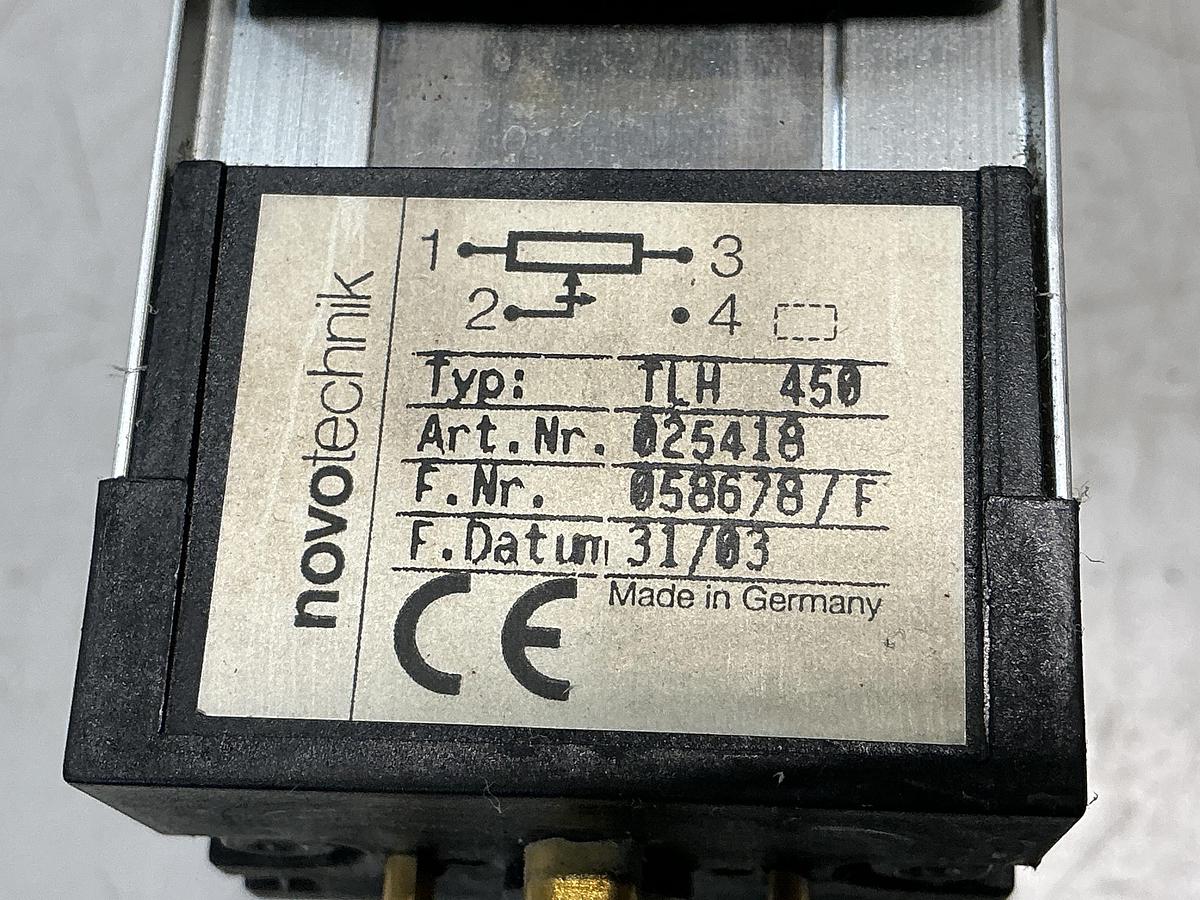 novotechnik
1 3
2 4
Typ: TLH 450
Art.Nr. 025418
F.Nr. 058678/F
F.Datum 31/03
CE
Made in Germany